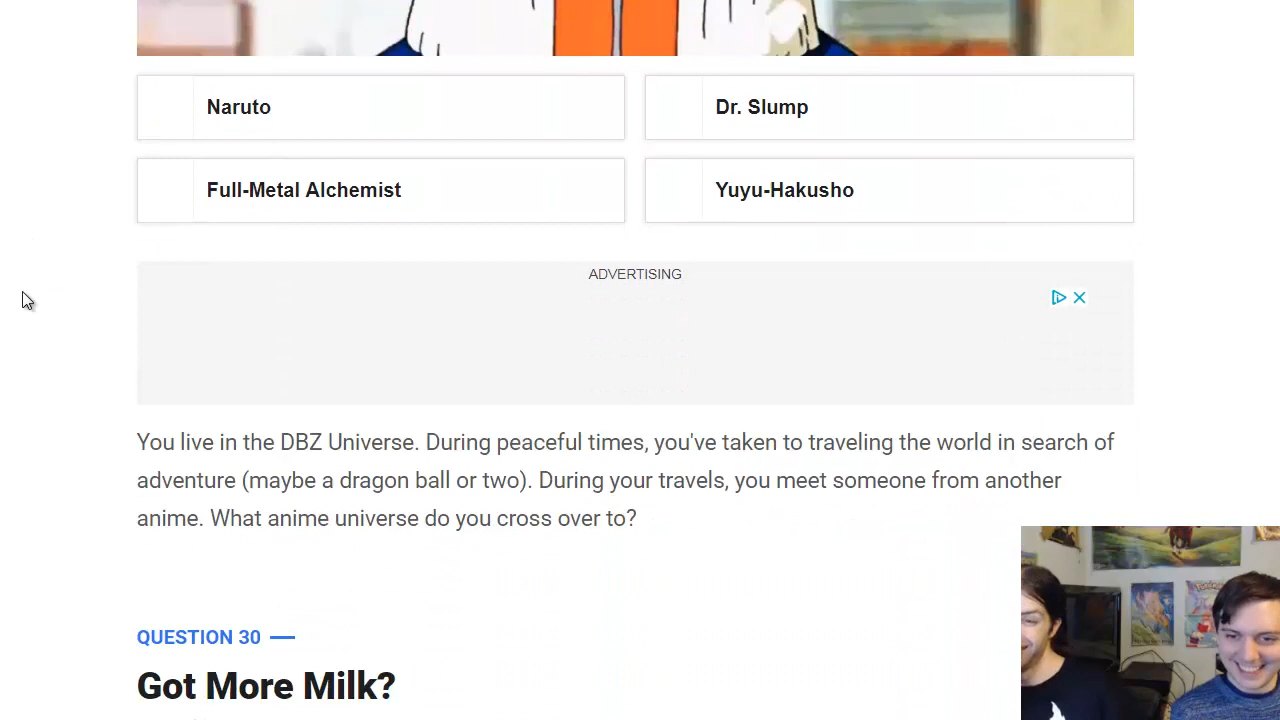 Naruto
Dr. Slump
Full-Metal Alchemist
Yuyu-Hakusho
ADVERTISING
You live in the DBZ Universe. During peaceful times, you've taken to traveling the world in search of
adventure (maybe a dragon ball or two). During your travels, you meet someone from another
anime. What anime universe do you cross over to?
QUESTION 30
Got More Milk?